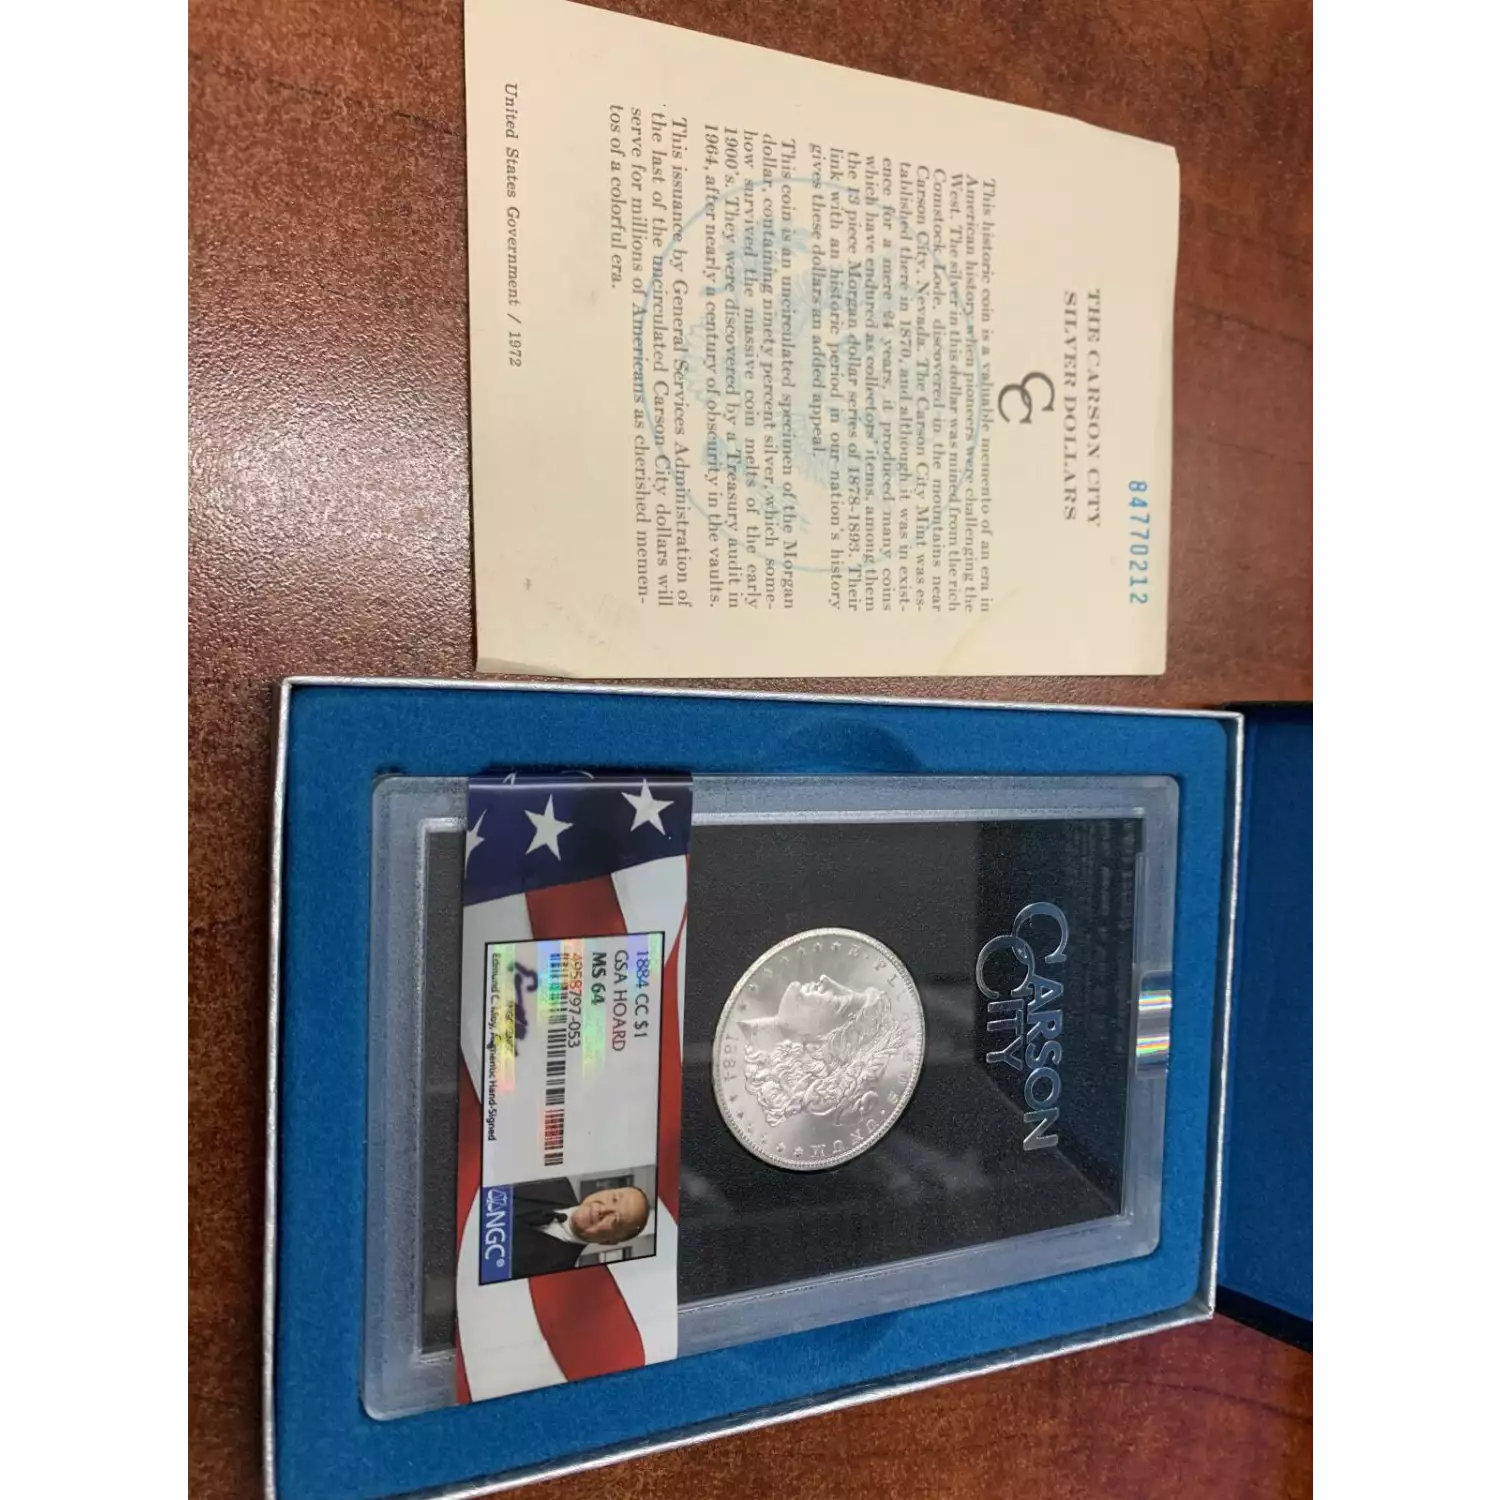 84770212
THE CARSON CITY
SILVER DOLLARS
This historic coin is a valuable memento of an era in
American history when pioneers were challenging the
West. The silver in this dollar was mined from the rich
Comstock Lode, discovered in the mountains near
Carson City, Nevada. The Carson City Mint was es-
tablished there in 1870, and although it was in exist-
ence for a mere 24 years, it produced many coins
which have endured as collectors' items, among them
the 13 piece Morgan dollar series of 1878-1893. Their
link with an historic period in our nation's history
gives these dollars an added appeal.
This coin is an uncirculated specimen of the Morgan
dollar, containing ninety percent silver, which some-
how survived the massive coin melts of the early
1900's. They were discovered by a Treasury audit in
1964, after nearly a century of obscurity in the vaults.
This issuance by General Services Administration of
the last of the uncirculated Carson City dollars will
serve for millions of Americans as cherished memen-
tos of a colorful era.
United States Government / 1972
CARSON
CITY
E·PLURIBUS·UNUM
1884
1884 CC $1
GSA HOARD
MS 64
4958797-053
Edmund C. Moy, Authentic Hand-Signed
NGC®